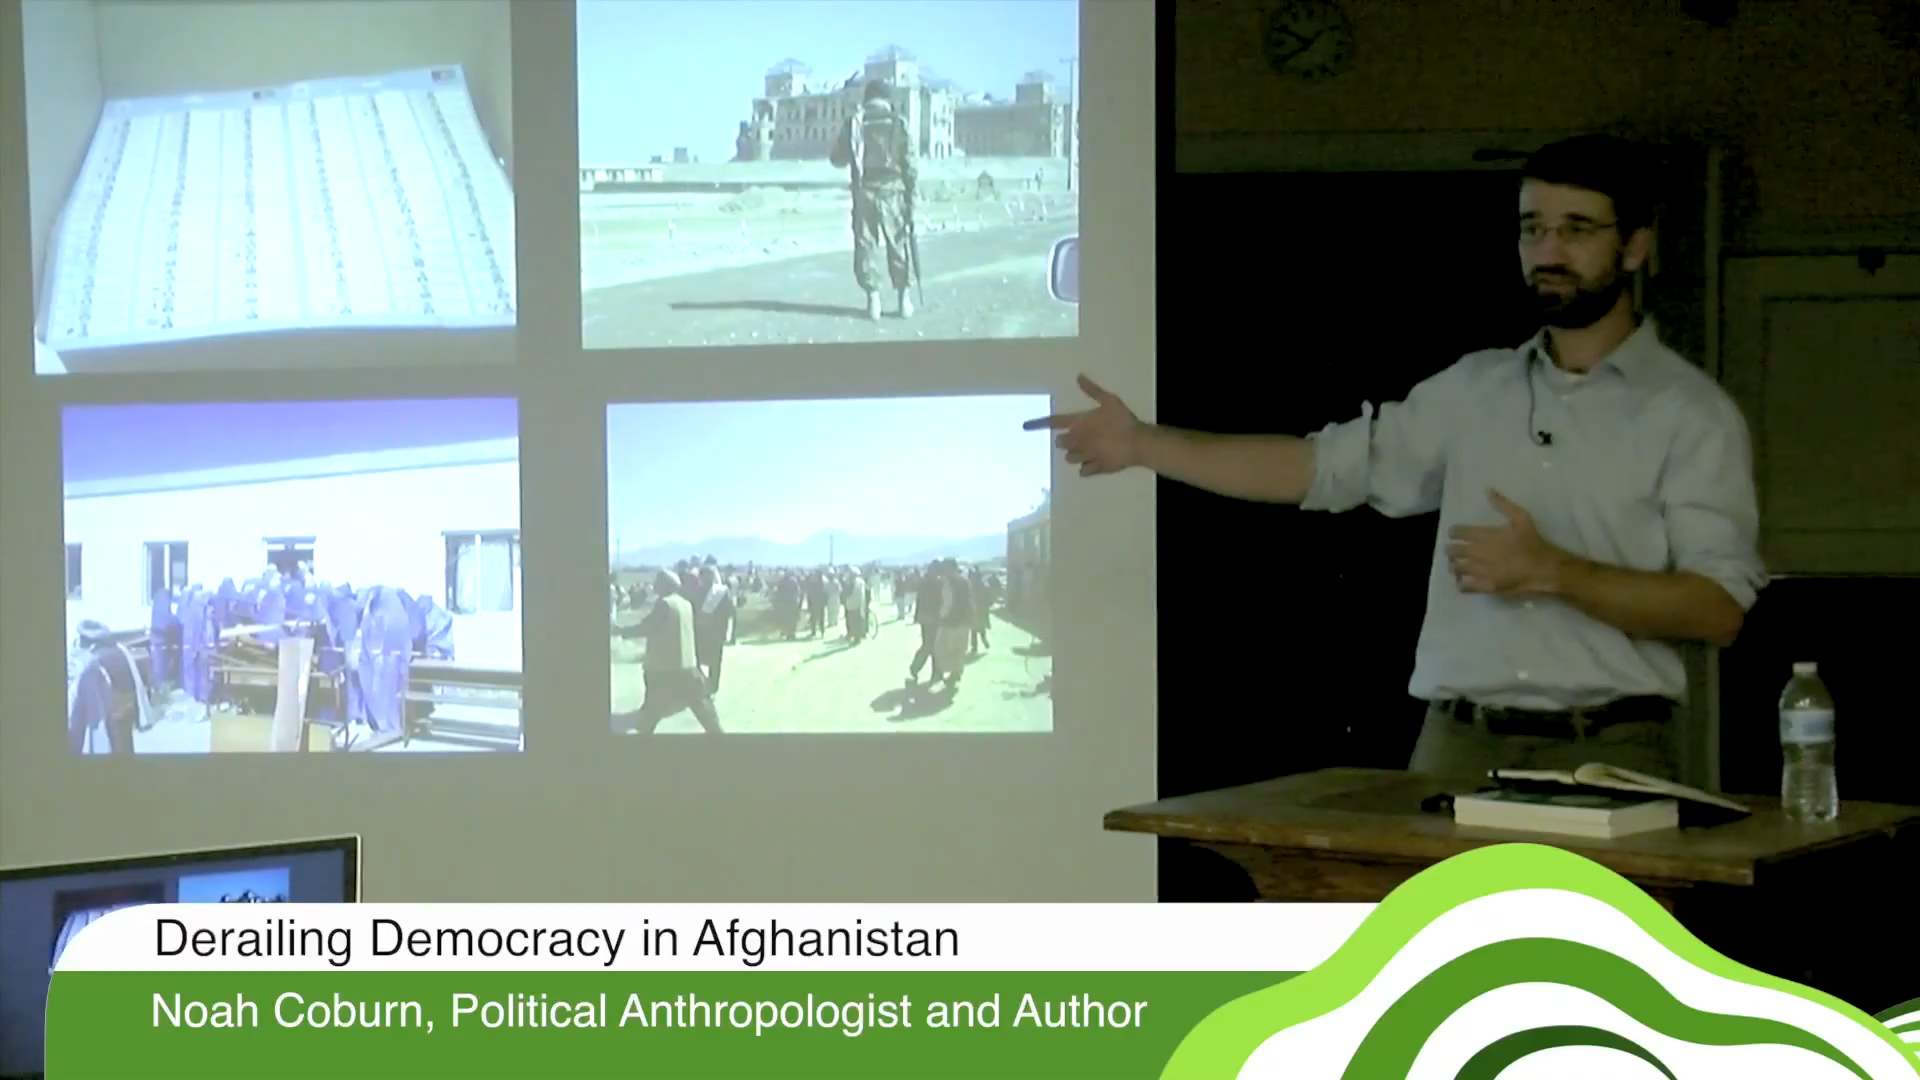 Derailing Democracy in Afghanistan
Noah Coburn, Political Anthropologist and Author